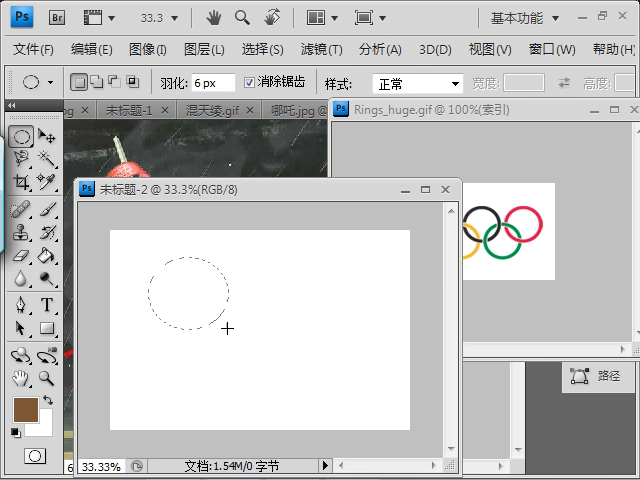 Ps Br 33.3 基本功能
文件(F) 编辑(E) 图像(I) 图层(L) 选择(S) 滤镜(T) 分析(A) 3D(D) 视图(V) 窗口(W) 帮助(H)
羽化: 6 px 消除锯齿 样式: 正常 宽度: 高度:
pg 未标题-1 混天绫.gif 哪吒.jpg @
Ps Rings_huge.gif @ 100%(索引)
Ps 未标题-2 @ 33.3%(RGB/8)
T
路径
33.33% 文档:1.54M/0 字节